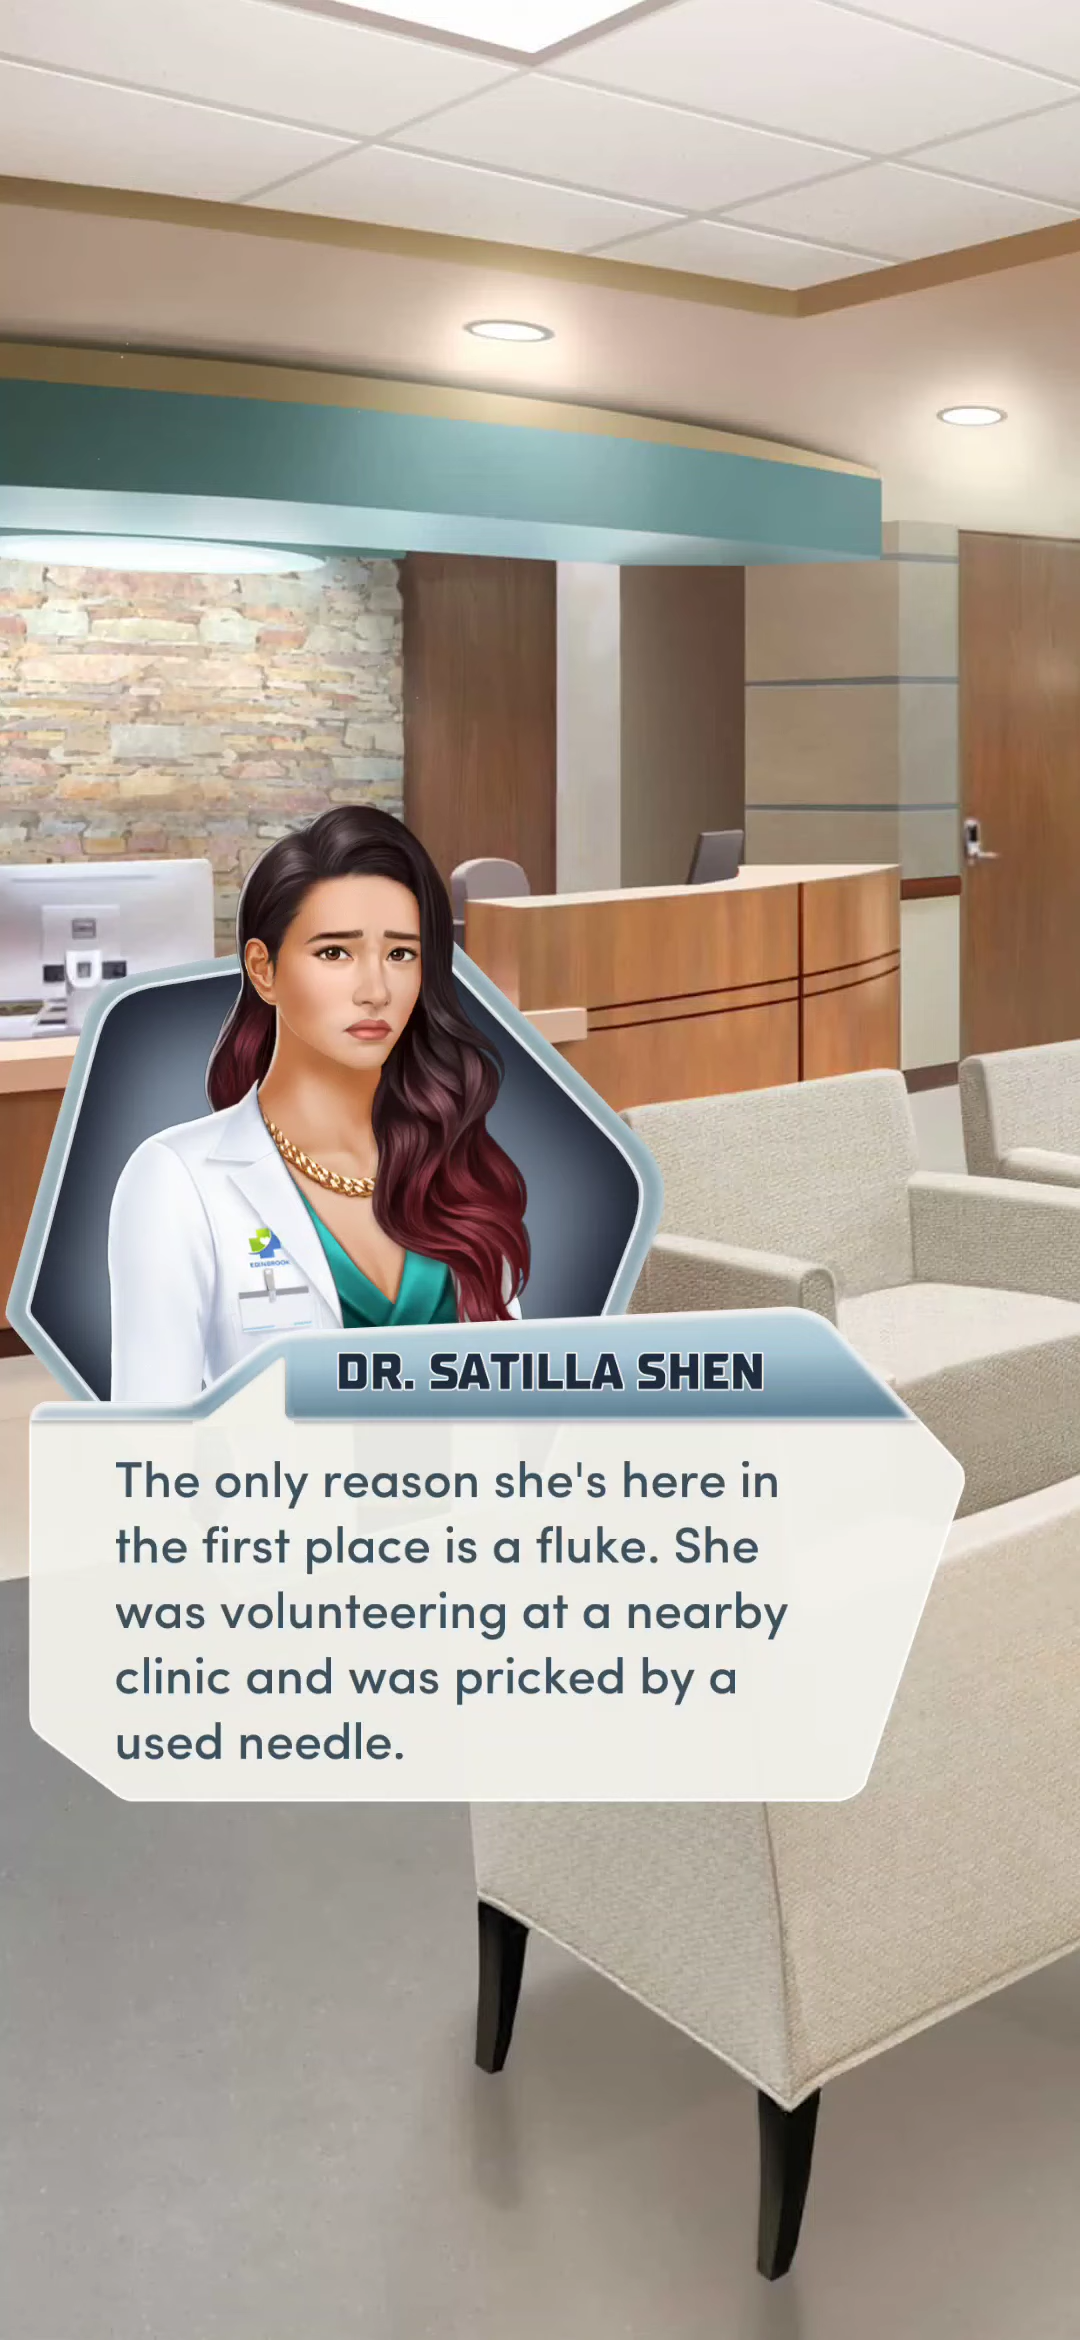 EDENBROOK
DR. SATILLA SHEN
The only reason she's here in
the first place is a fluke. She
was volunteering at a nearby
clinic and was pricked by a
used needle.